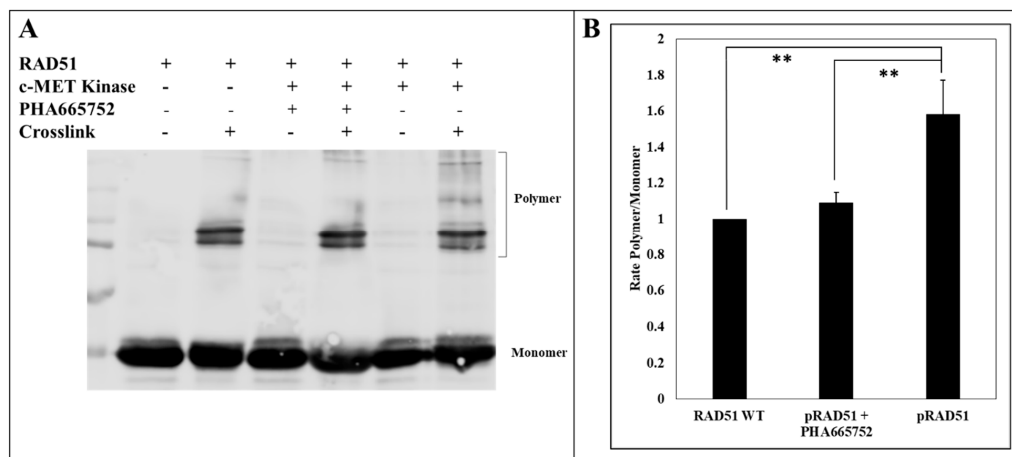 A
RAD51 + + + + + +
c-MET Kinase - - + + + +
PHA665752 - - + + - -
Crosslink - + - + - +
Polymer
Monomer
B
Rate Polymer/Monomer
2
1.8
1.6
1.4
1.2
1
0.8
0.6
0.4
0.2
0
**
**
RAD51 WT
pRAD51 +
PHA665752
pRAD51